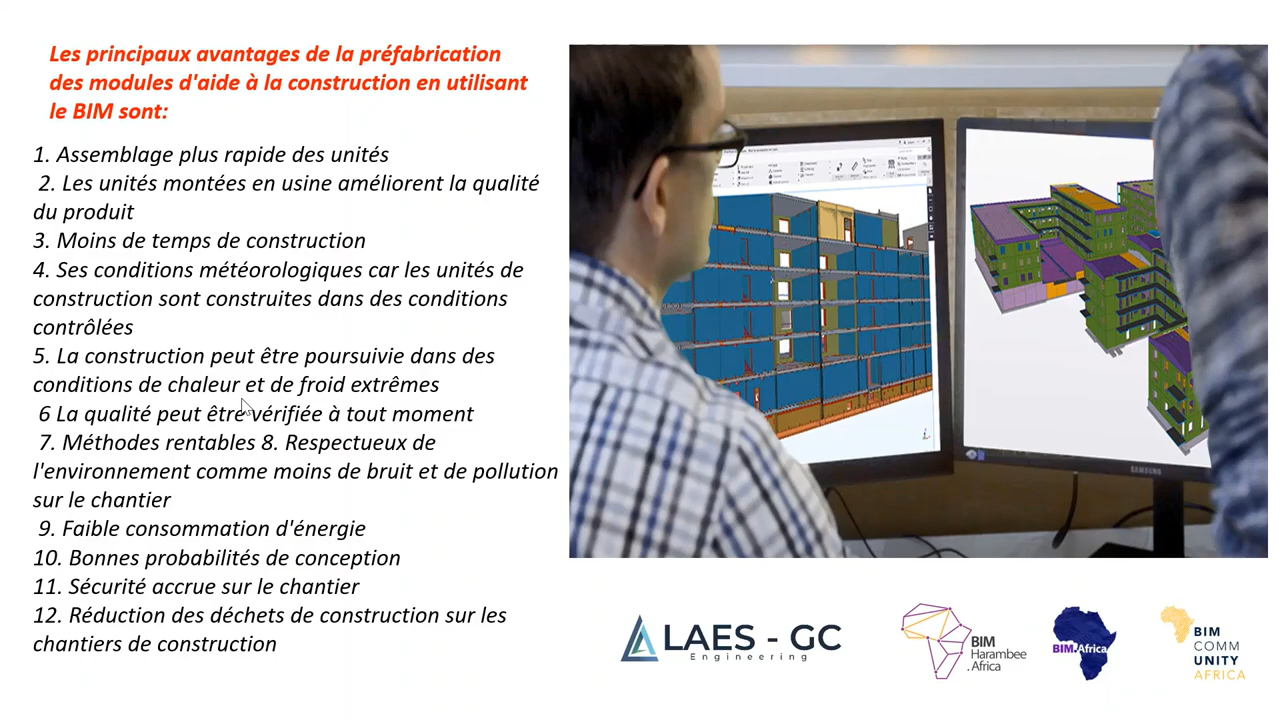 Les principaux avantages de la préfabrication
des modules d'aide à la construction en utilisant
le BIM sont:
1. Assemblage plus rapide des unités
2. Les unités montées en usine améliorent la qualité
du produit
3. Moins de temps de construction
4. Ses conditions météorologiques car les unités de
construction sont construites dans des conditions
contrôlées
5. La construction peut être poursuivie dans des
conditions de chaleur et de froid extrêmes
6 La qualité peut être vérifiée à tout moment
7. Méthodes rentables 8. Respectueux de
l'environnement comme moins de bruit et de pollution
sur le chantier
9. Faible consommation d'énergie
10. Bonnes probabilités de conception
11. Sécurité accrue sur le chantier
12. Réduction des déchets de construction sur les
chantiers de construction
SAMSUNG
LAES - GC
Engineering
BIM
Harambee
.Africa
BIM.Africa
BIM
COMM
UNITY
AFRICA